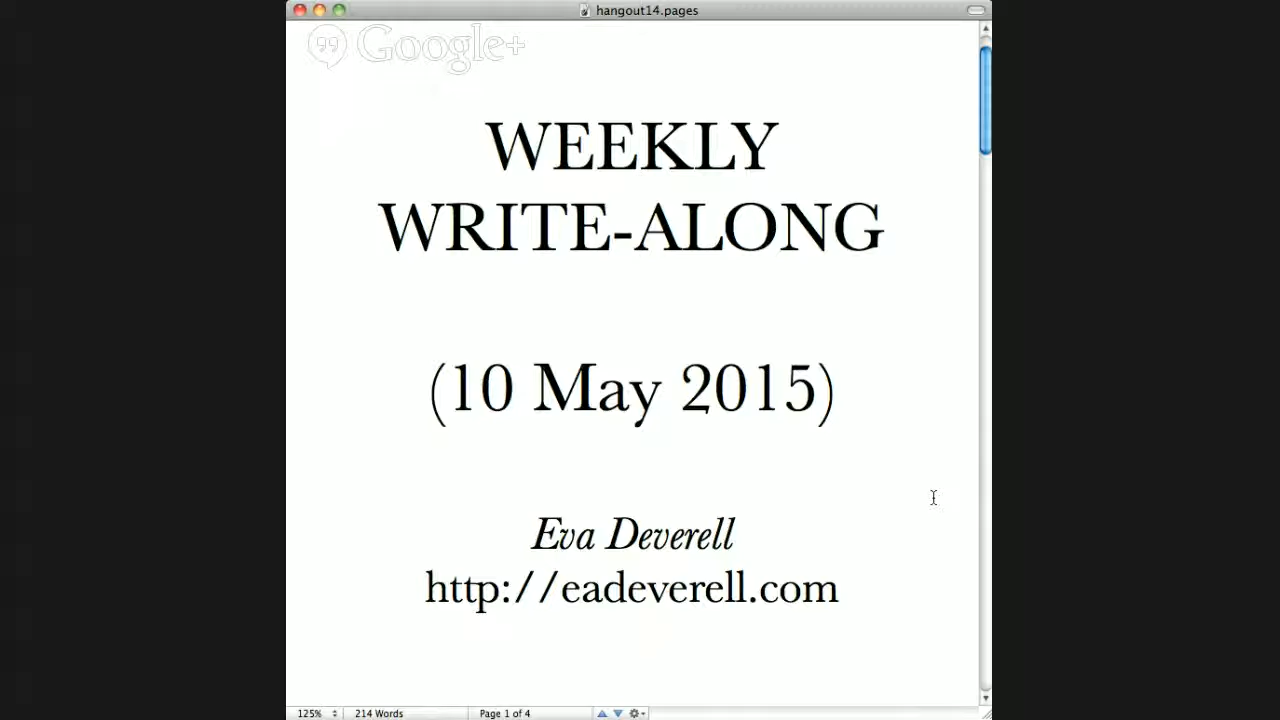 hangout14.pages
Google+
WEEKLY
WRITE-ALONG
(10 May 2015)
Eva Deverell
http://eadeverell.com
125% 214 Words Page 1 of 4